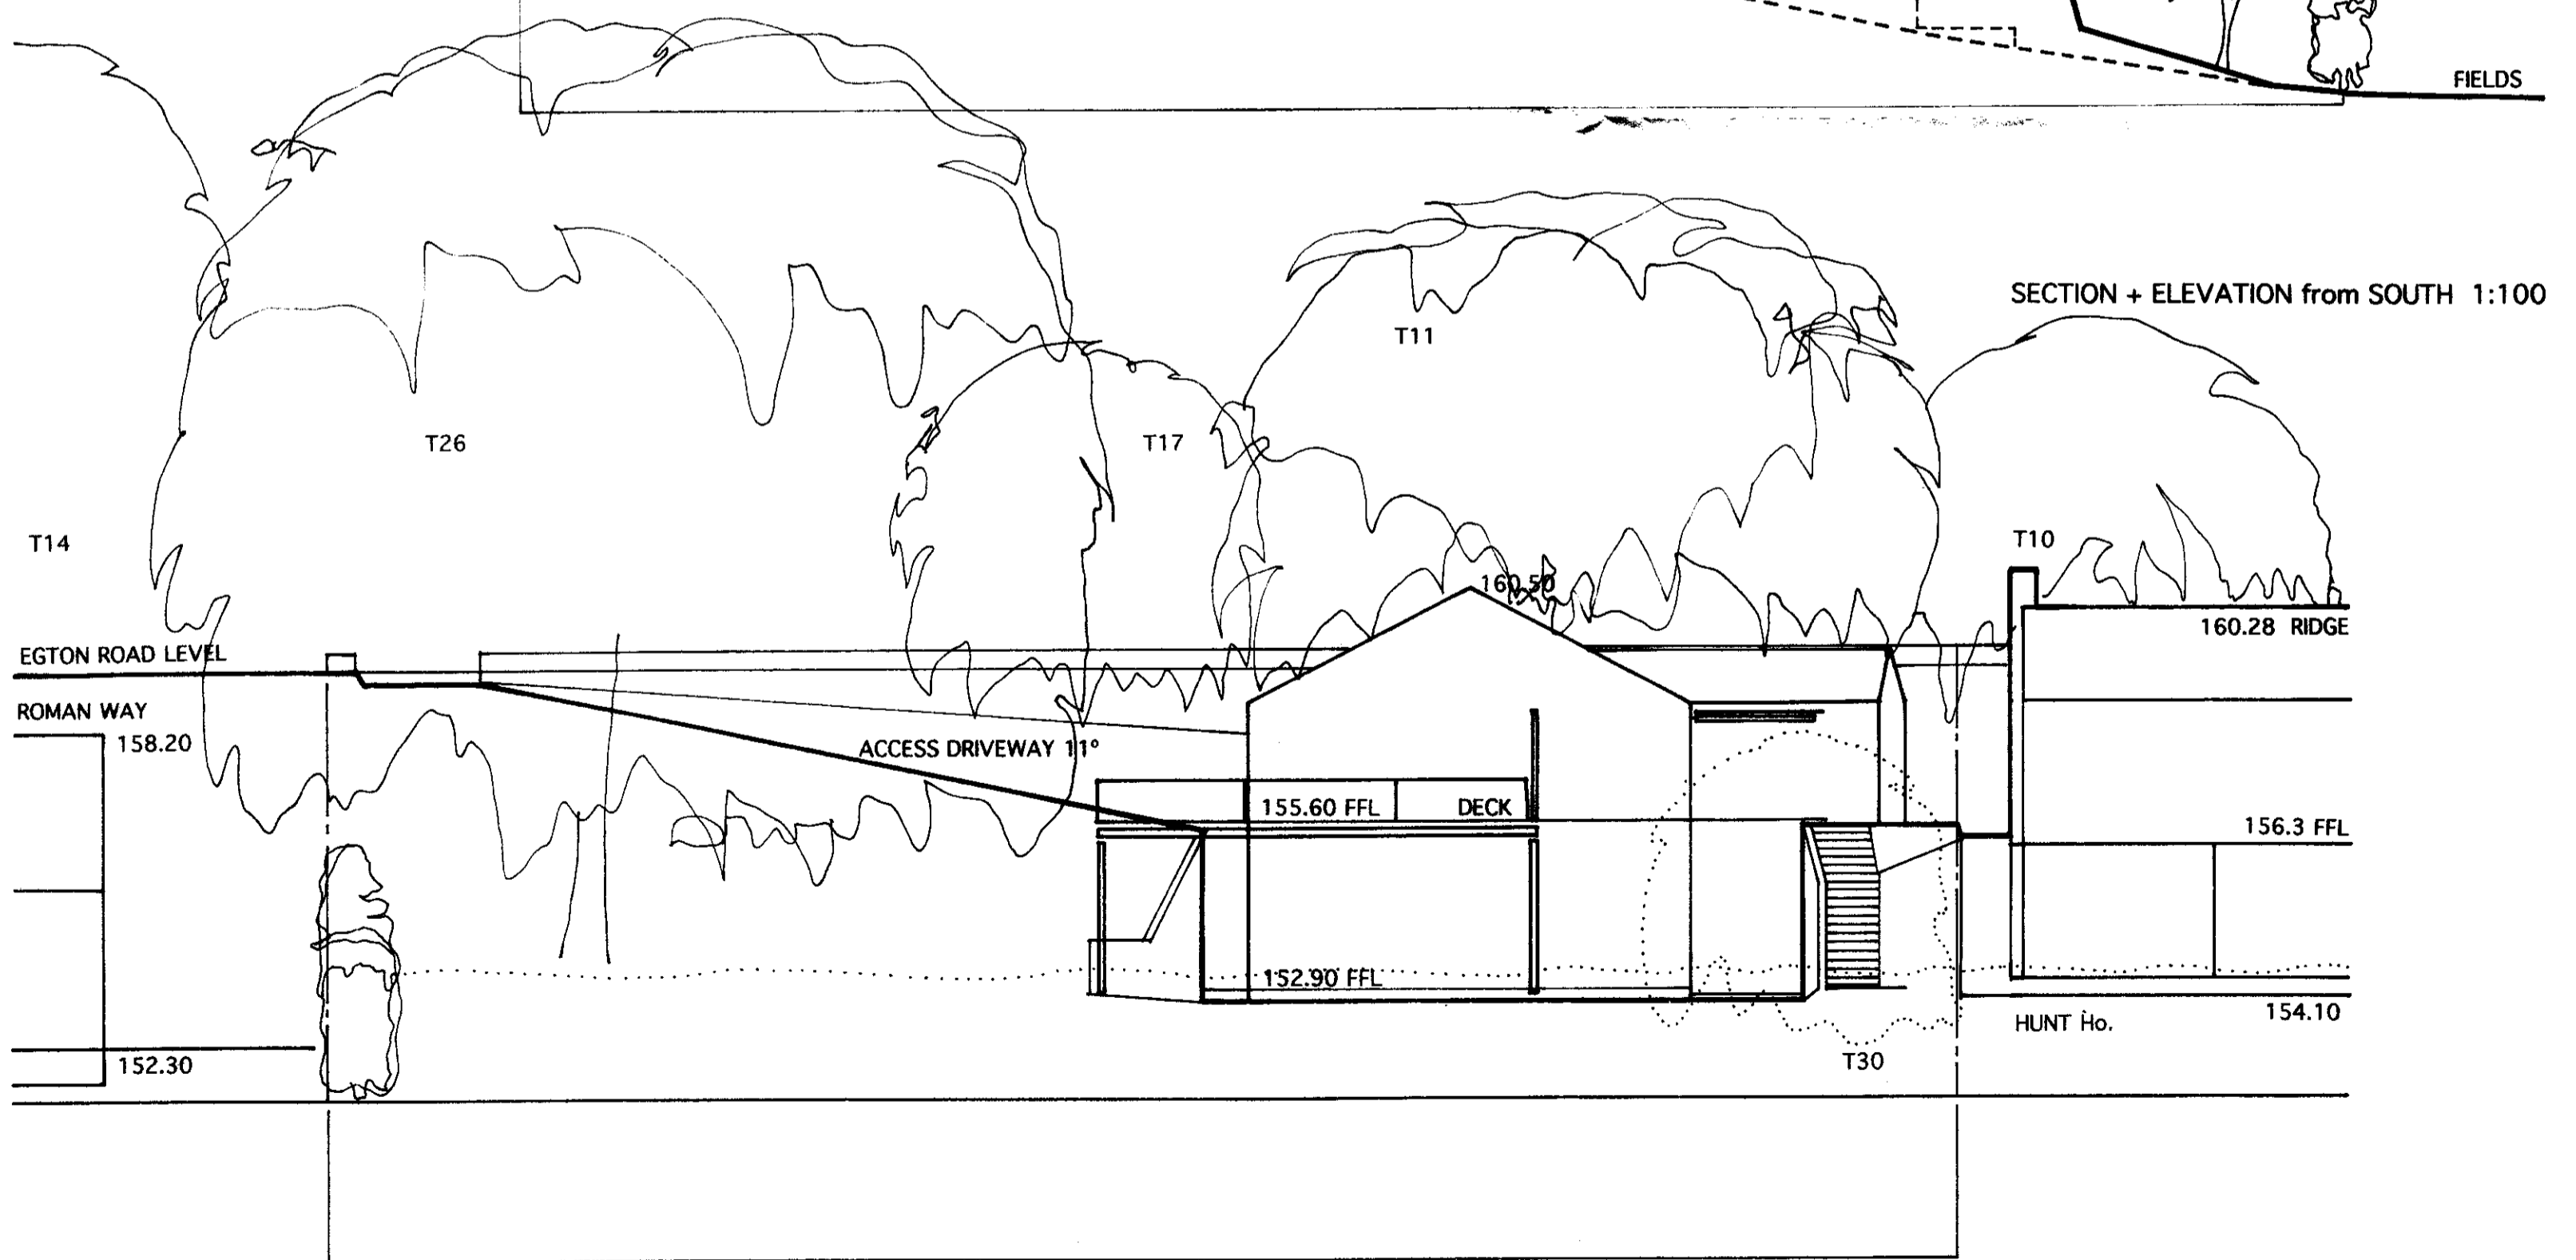 FIELDS
SECTION + ELEVATION from SOUTH 1:100
T11
T26
T17
T14
T10
160.50
160.28 RIDGE
EGTON ROAD LEVEL
ROMAN WAY
158.20
ACCESS DRIVEWAY 11°
155.60 FFL
DECK
156.3 FFL
152.90 FFL
154.10
HUNT Ho.
152.30
T30